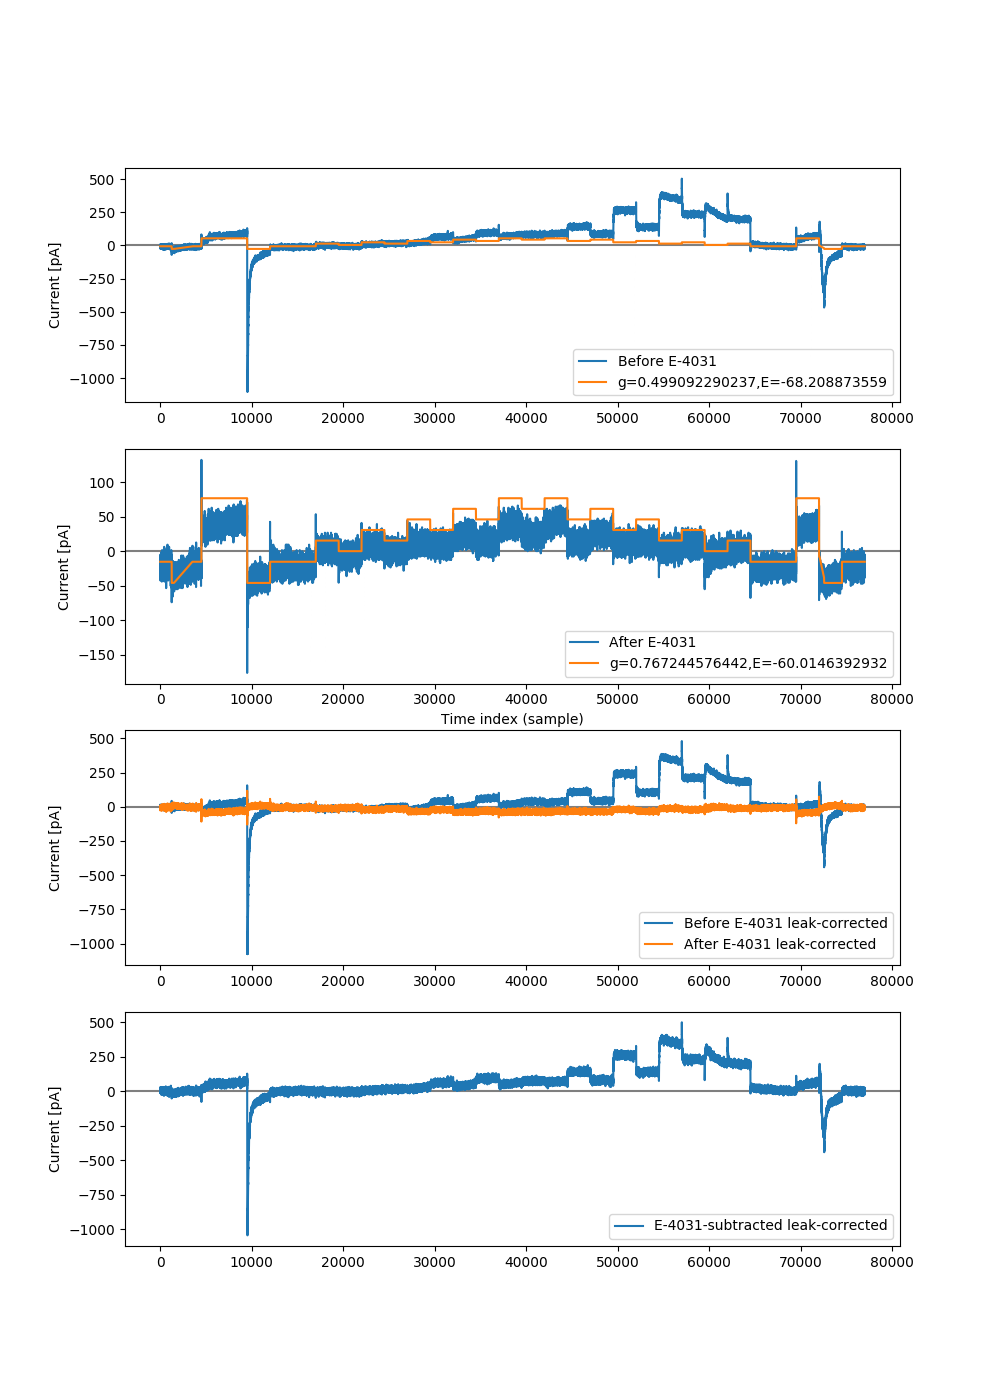 500
250
0
−250
−500
−750
−1000
Current [pA]
Before E-4031
g=0.499092290237,E=-68.208873559
0 10000 20000 30000 40000 50000 60000 70000 80000
100
50
0
−50
−100
−150
Current [pA]
After E-4031
g=0.767244576442,E=-60.0146392932
0 10000 20000 30000 40000 50000 60000 70000 80000
Time index (sample)
500
250
0
−250
−500
−750
−1000
Current [pA]
Before E-4031 leak-corrected
After E-4031 leak-corrected
0 10000 20000 30000 40000 50000 60000 70000 80000
500
250
0
−250
−500
−750
−1000
Current [pA]
E-4031-subtracted leak-corrected
0 10000 20000 30000 40000 50000 60000 70000 80000